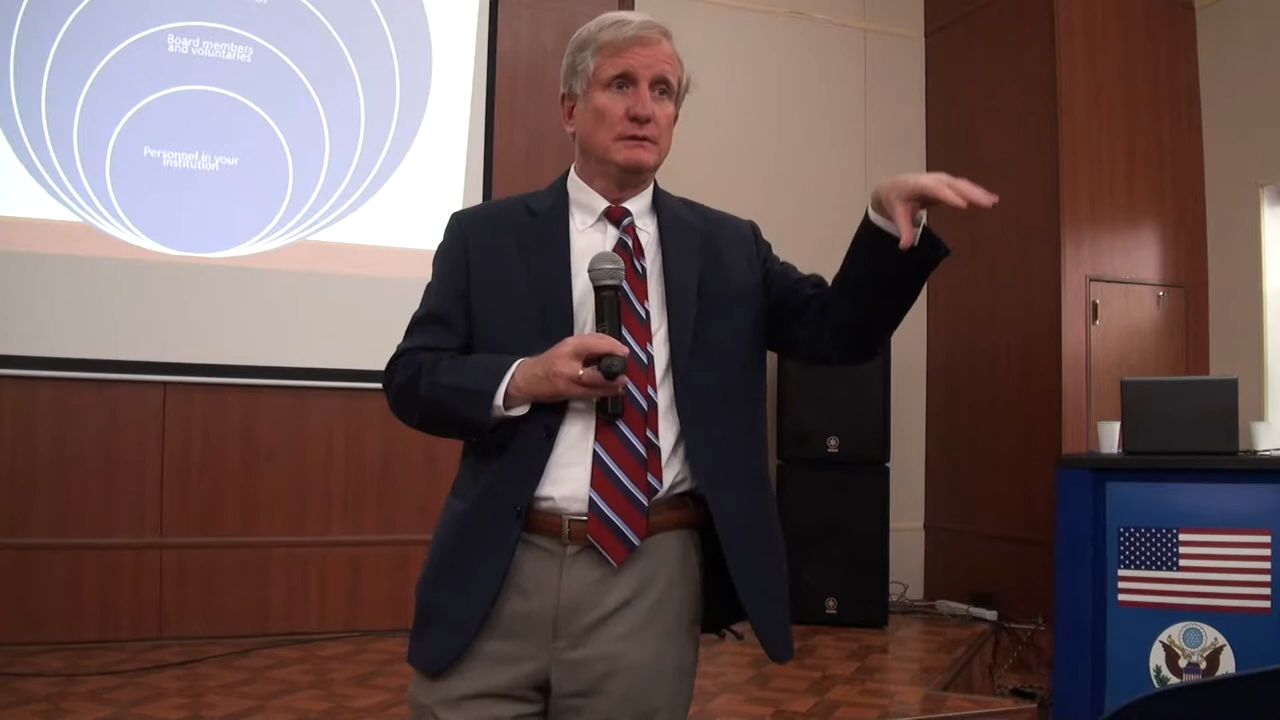 Board members
and voluntaries
Personnel in your
institution